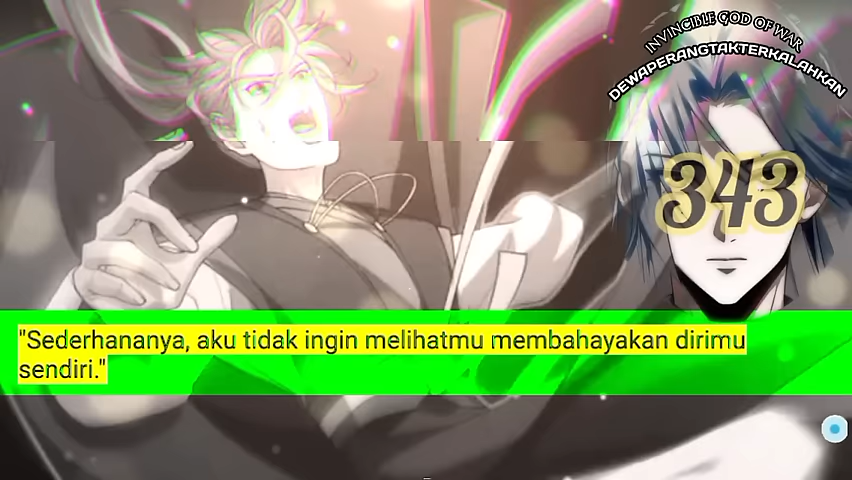 INVINCIBLE GOD OF WAR
DEWAPERANGTAKTERKALAHKAN
343
"Sederhananya, aku tidak ingin melihatmu membahayakan dirimu
sendiri."